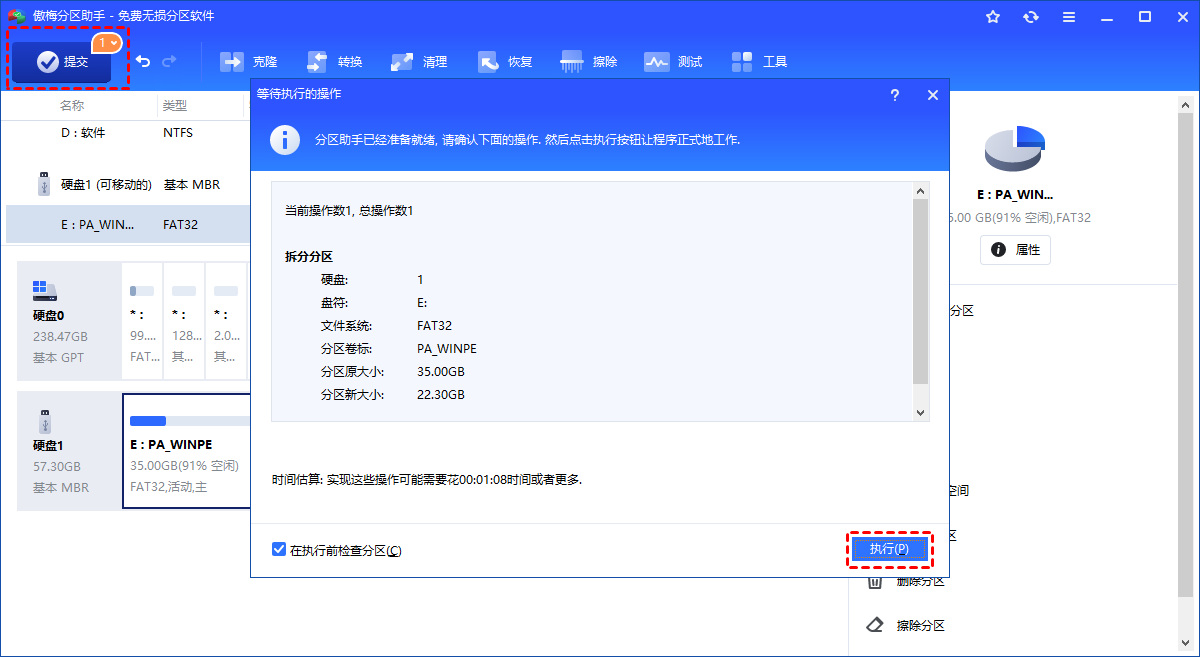 傲梅分区助手 - 免费无损分区软件
提交
1
克隆
转换
清理
恢复
擦除
测试
工具
名称 类型
D : 软件 NTFS
硬盘1 (可移动的) 基本 MBR
E : PA_WIN... FAT32
硬盘0
238.47GB
基本 GPT
* :
99....
FAT...
* :
128...
其...
* :
2.0...
其...
硬盘1
57.30GB
基本 MBR
E : PA_WINPE
35.00GB(91% 空闲)
FAT32,活动,主
等待执行的操作
?
分区助手已经准备就绪, 请确认下面的操作. 然后点击执行按钮让程序正式地工作.
当前操作数1, 总操作数1
拆分分区
硬盘: 1
盘符: E:
文件系统: FAT32
分区卷标: PA_WINPE
分区原大小: 35.00GB
分区新大小: 22.30GB
时间估算: 实现这些操作可能需要花00:01:08时间或者更多.
在执行前检查分区(C)
执行(P)
E : PA_WIN...
5.00 GB(91% 空闲),FAT32
属性
分区
空间
区
删除分区
擦除分区